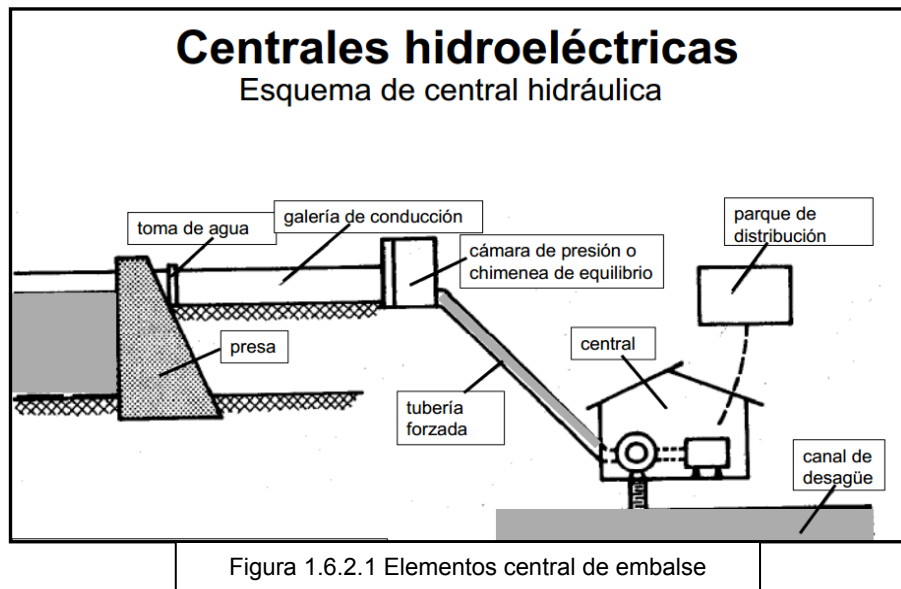 Centrales hidroeléctricas
Esquema de central hidráulica
toma de agua
galería de conducción
cámara de presión o
chimenea de equilibrio
parque de
distribución
presa
tubería
forzada
central
canal de
desagüe
Figura 1.6.2.1 Elementos central de embalse